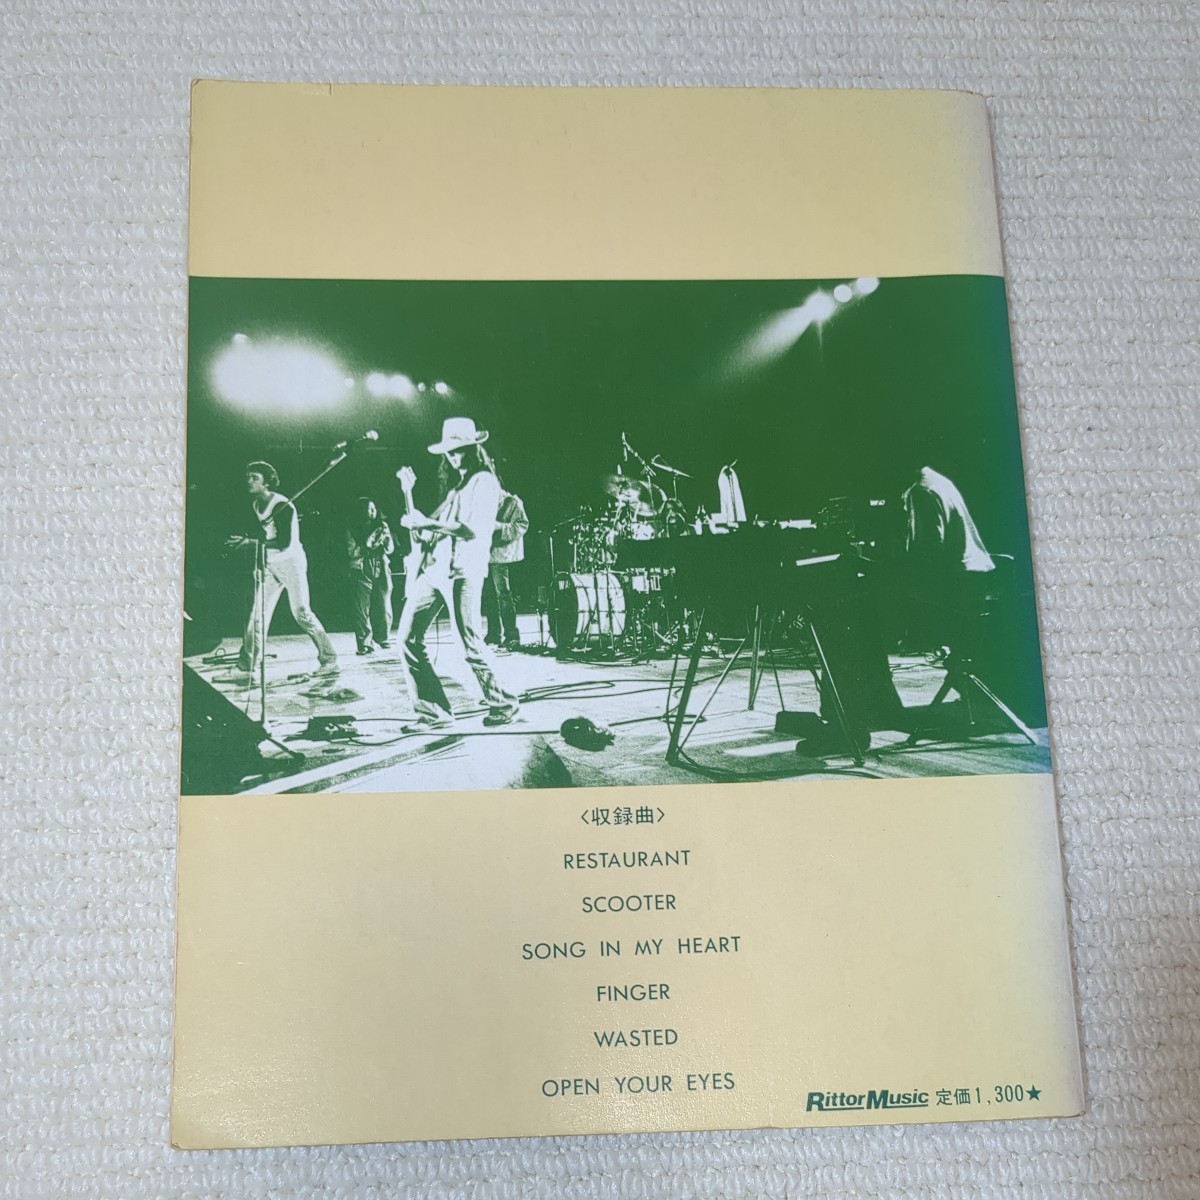 〈収録曲〉
RESTAURANT
SCOOTER
SONG IN MY HEART
FINGER
WASTED
OPEN YOUR EYES
RittorMusic 定価1,300★